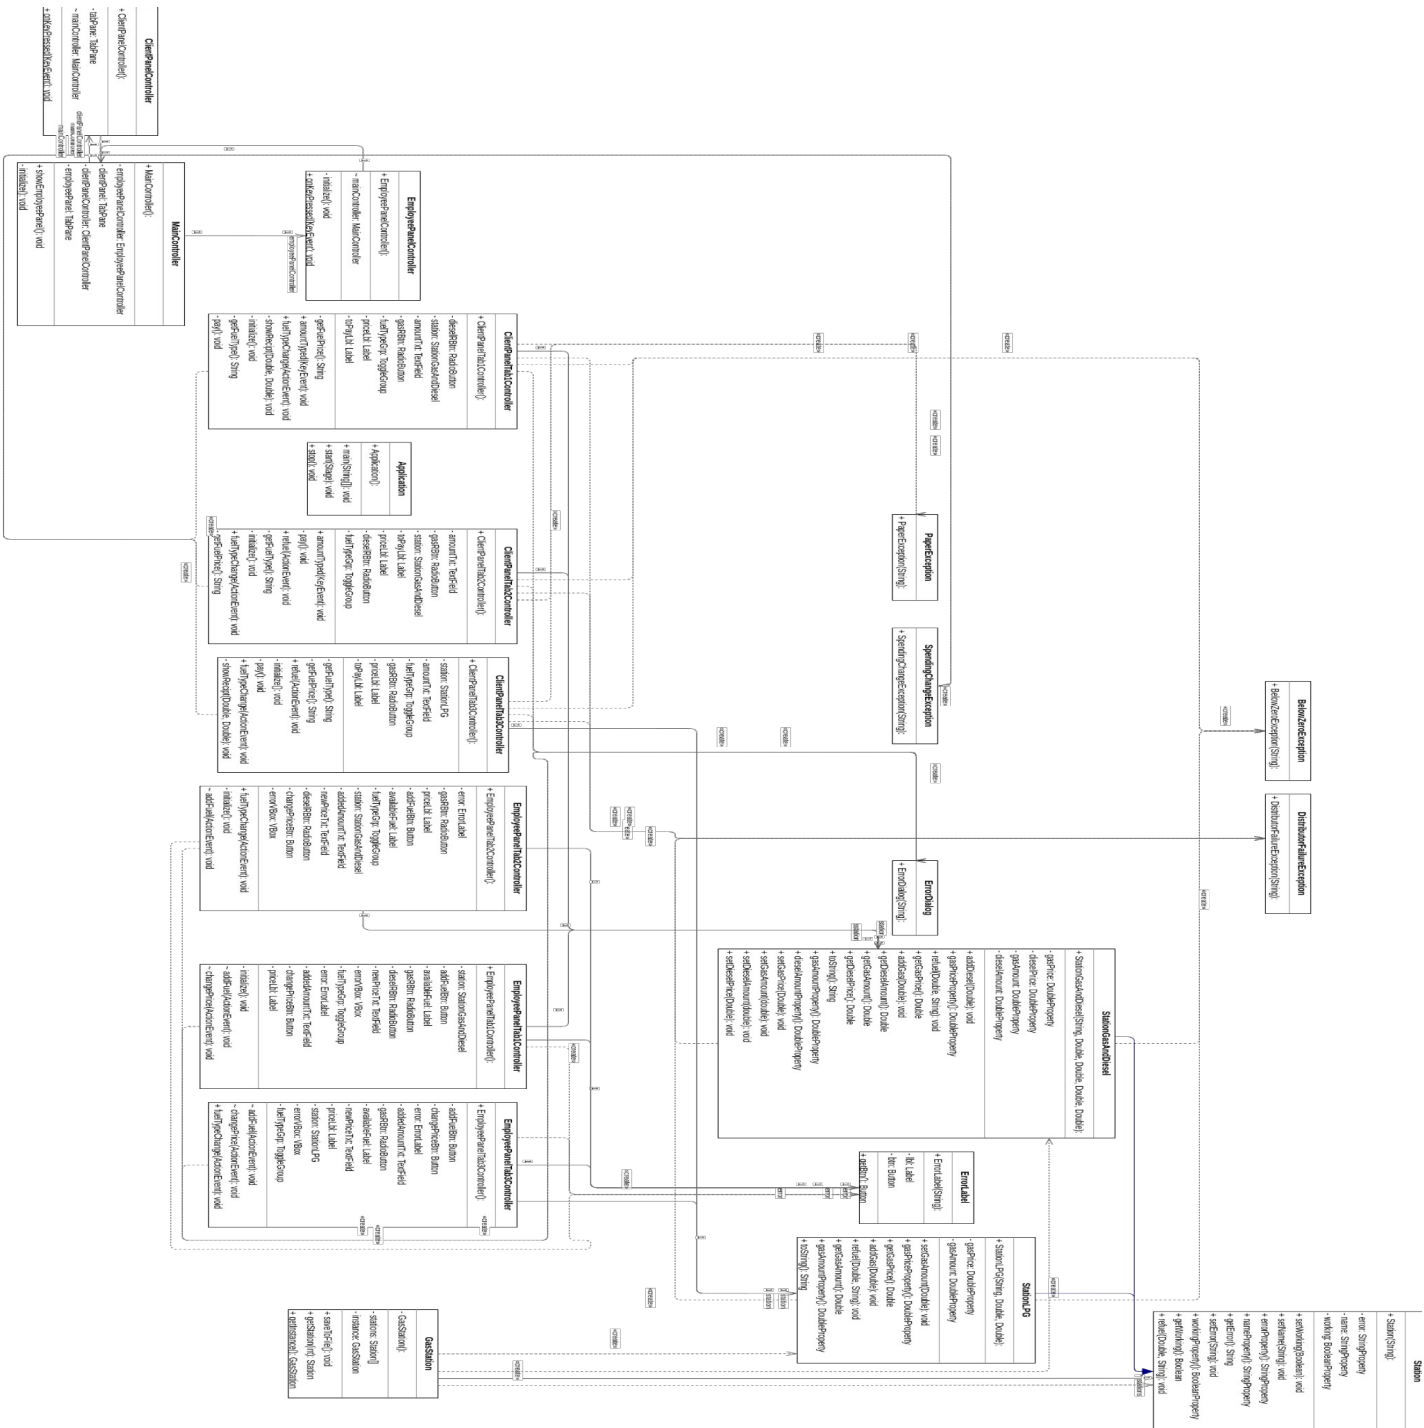 ClientPanelController
+ ClientPanelController():
- tabPane: TabPane
~ mainController: MainController
+ onKeyPressed(KeyEvent): void
clientPanelController
mainController
MainController
+ MainController():
- employeePanelController: EmployeePanelController
- clientPanel: TabPane
- clientPanelController: ClientPanelController
- employeePanel: TabPane
+ showEmployeePanel(): void
- initialize(): void
EmployeePanelController
+ EmployeePanelController():
~ mainController: MainController
- initialize(): void
+ onKeyPressed(KeyEvent): void
employeePanelController
ClientPanelTab1Controller
+ ClientPanelTab1Controller():
- dieselRBtn: RadioButton
- station: StationGasAndDiesel
- amountTxt: TextField
- gasRBtn: RadioButton
- fuelTypeGrp: ToggleGroup
- priceLbl: Label
- toPayLbl: Label
- getFuelPrice(): String
+ amountTyped(KeyEvent): void
+ fuelTypeChange(ActionEvent): void
- showRecipt(Double, Double): void
- initialize(): void
- getFuelType(): String
- pay(): void
Application
+ Application():
+ main(String[]): void
+ start(Stage): void
+ stop(): void
ClientPanelTab2Controller
+ ClientPanelTab2Controller():
- amountTxt: TextField
- gasRBtn: RadioButton
- station: StationGasAndDiesel
- toPayLbl: Label
- priceLbl: Label
- dieselRBtn: RadioButton
- fuelTypeGrp: ToggleGroup
+ amountTyped(KeyEvent): void
- pay(): void
+ refuel(ActionEvent): void
- getFuelType(): String
- initialize(): void
+ fuelTypeChange(ActionEvent): void
- getFuelPrice(): String
ClientPanelTab3Controller
+ ClientPanelTab3Controller():
- station: StationLPG
- amountTxt: TextField
- fuelTypeGrp: ToggleGroup
- gasRBtn: RadioButton
- priceLbl: Label
- toPayLbl: Label
- getFuelType(): String
- getFuelPrice(): String
+ refuel(ActionEvent): void
- initialize(): void
- pay(): void
+ fuelTypeChange(ActionEvent): void
- showRecipt(Double, Double): void
EmployeePanelTab2Controller
+ EmployeePanelTab2Controller():
- error: ErrorLabel
- gasRBtn: RadioButton
- priceLbl: Label
- addFuelBtn: Button
- availableFuel: Label
- fuelTypeGrp: ToggleGroup
- station: StationGasAndDiesel
- addedAmountTxt: TextField
- newPriceTxt: TextField
- dieselRBtn: RadioButton
- changePriceBtn: Button
- errorVBox: VBox
+ fuelTypeChange(ActionEvent): void
- initialize(): void
~ addFuel(ActionEvent): void
EmployeePanelTab1Controller
+ EmployeePanelTab1Controller():
- station: StationGasAndDiesel
- addFuelBtn: Button
- availableFuel: Label
- gasRBtn: RadioButton
- dieselRBtn: RadioButton
- newPriceTxt: TextField
- errorVBox: VBox
- fuelTypeGrp: ToggleGroup
- error: ErrorLabel
- addedAmountTxt: TextField
- changePriceBtn: Button
- priceLbl: Label
- initialize(): void
~ addFuel(ActionEvent): void
~ changePrice(ActionEvent): void
EmployeePanelTab3Controller
+ EmployeePanelTab3Controller():
- addFuelBtn: Button
- changePriceBtn: Button
- error: ErrorLabel
- addedAmountTxt: TextField
- gasRBtn: RadioButton
- availableFuel: Label
- newPriceTxt: TextField
- priceLbl: Label
- station: StationLPG
- errorVBox: VBox
- fuelTypeGrp: ToggleGroup
~ addFuel(ActionEvent): void
~ changePrice(ActionEvent): void
+ fuelTypeChange(ActionEvent): void
GasStation
- GasStation():
- stations: Station[]
- instance: GasStation
+ saveToFile(): void
+ getStation(int): Station
+ getInstance(): GasStation
PaperException
+ PaperException(String):
SpendingChangeException
+ SpendingChangeException(String):
ErrorDialog
+ ErrorDialog(String):
BelowZeroException
+ BelowZeroException(String):
DistributorFailureException
+ DistributorFailureException(String):
StationGasAndDiesel
+ StationGasAndDiesel(String, Double, Double, Double, Double):
- gasPrice: DoubleProperty
- dieselPrice: DoubleProperty
- gasAmount: DoubleProperty
- dieselAmount: DoubleProperty
+ addDiesel(Double): void
+ gasPriceProperty(): DoubleProperty
+ refuel(Double, String): void
+ getGasPrice(): Double
+ addGas(Double): void
+ getDieselAmount(): Double
+ getGasAmount(): Double
+ getDieselPrice(): Double
+ toString(): String
+ gasAmountProperty(): DoubleProperty
+ dieselAmountProperty(): DoubleProperty
+ setGasPrice(Double): void
+ setGasAmount(double): void
+ setDieselAmount(double): void
+ setDieselPrice(Double): void
ErrorLabel
+ ErrorLabel(String):
- lbl: Label
- btn: Button
+ getBtn(): Button
StationLPG
+ StationLPG(String, Double, Double):
- gasPrice: DoubleProperty
- gasAmount: DoubleProperty
+ setGasAmount(Double): void
+ gasPriceProperty(): DoubleProperty
+ getGasPrice(): Double
+ addGas(Double): void
+ refuel(Double, String): void
+ getGasAmount(): Double
+ gasAmountProperty(): DoubleProperty
+ toString(): String
Station
+ Station(String):
- error: StringProperty
- name: StringProperty
- working: BooleanProperty
+ setWorking(Boolean): void
+ setName(String): void
+ errorProperty(): StringProperty
+ nameProperty(): StringProperty
+ getError(): String
+ setError(String): void
+ workingProperty(): BooleanProperty
+ getWorking(): Boolean
+ refuel(Double, String): void